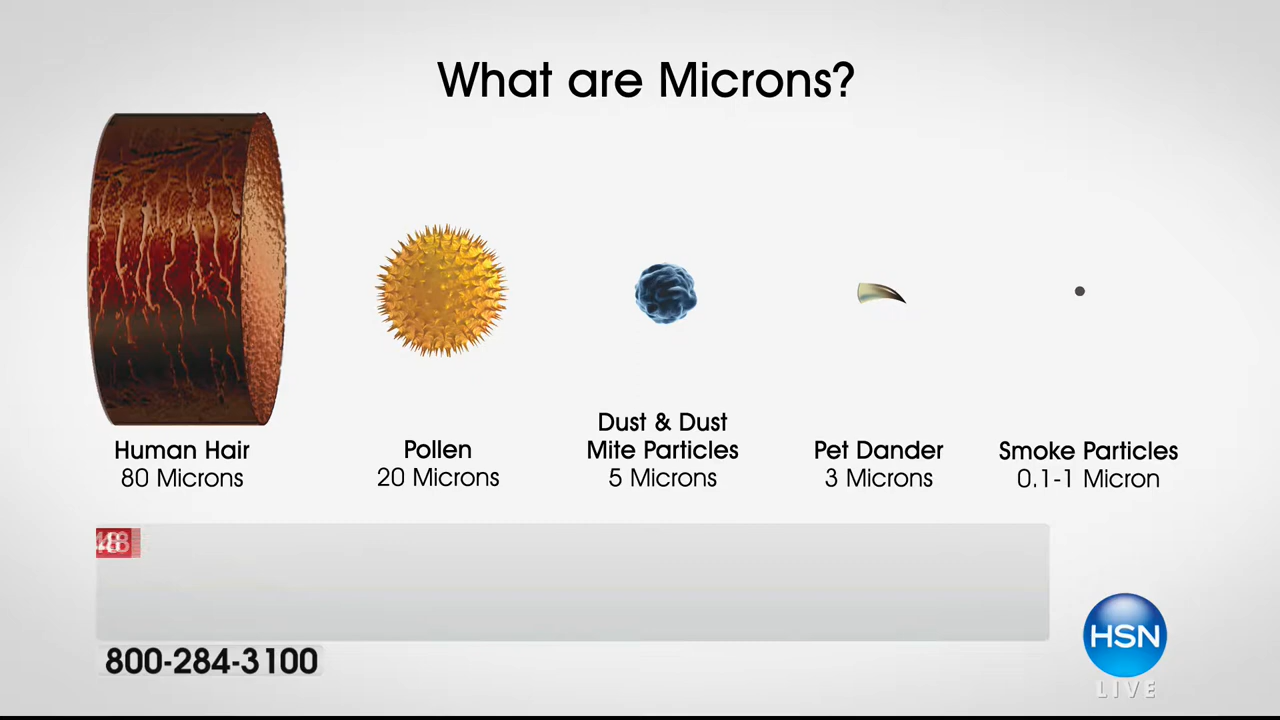 What are Microns?
Human Hair
80 Microns
Pollen
20 Microns
Dust & Dust
Mite Particles
5 Microns
Pet Dander
3 Microns
Smoke Particles
0.1-1 Micron
800-284-3100
HSN
LIVE